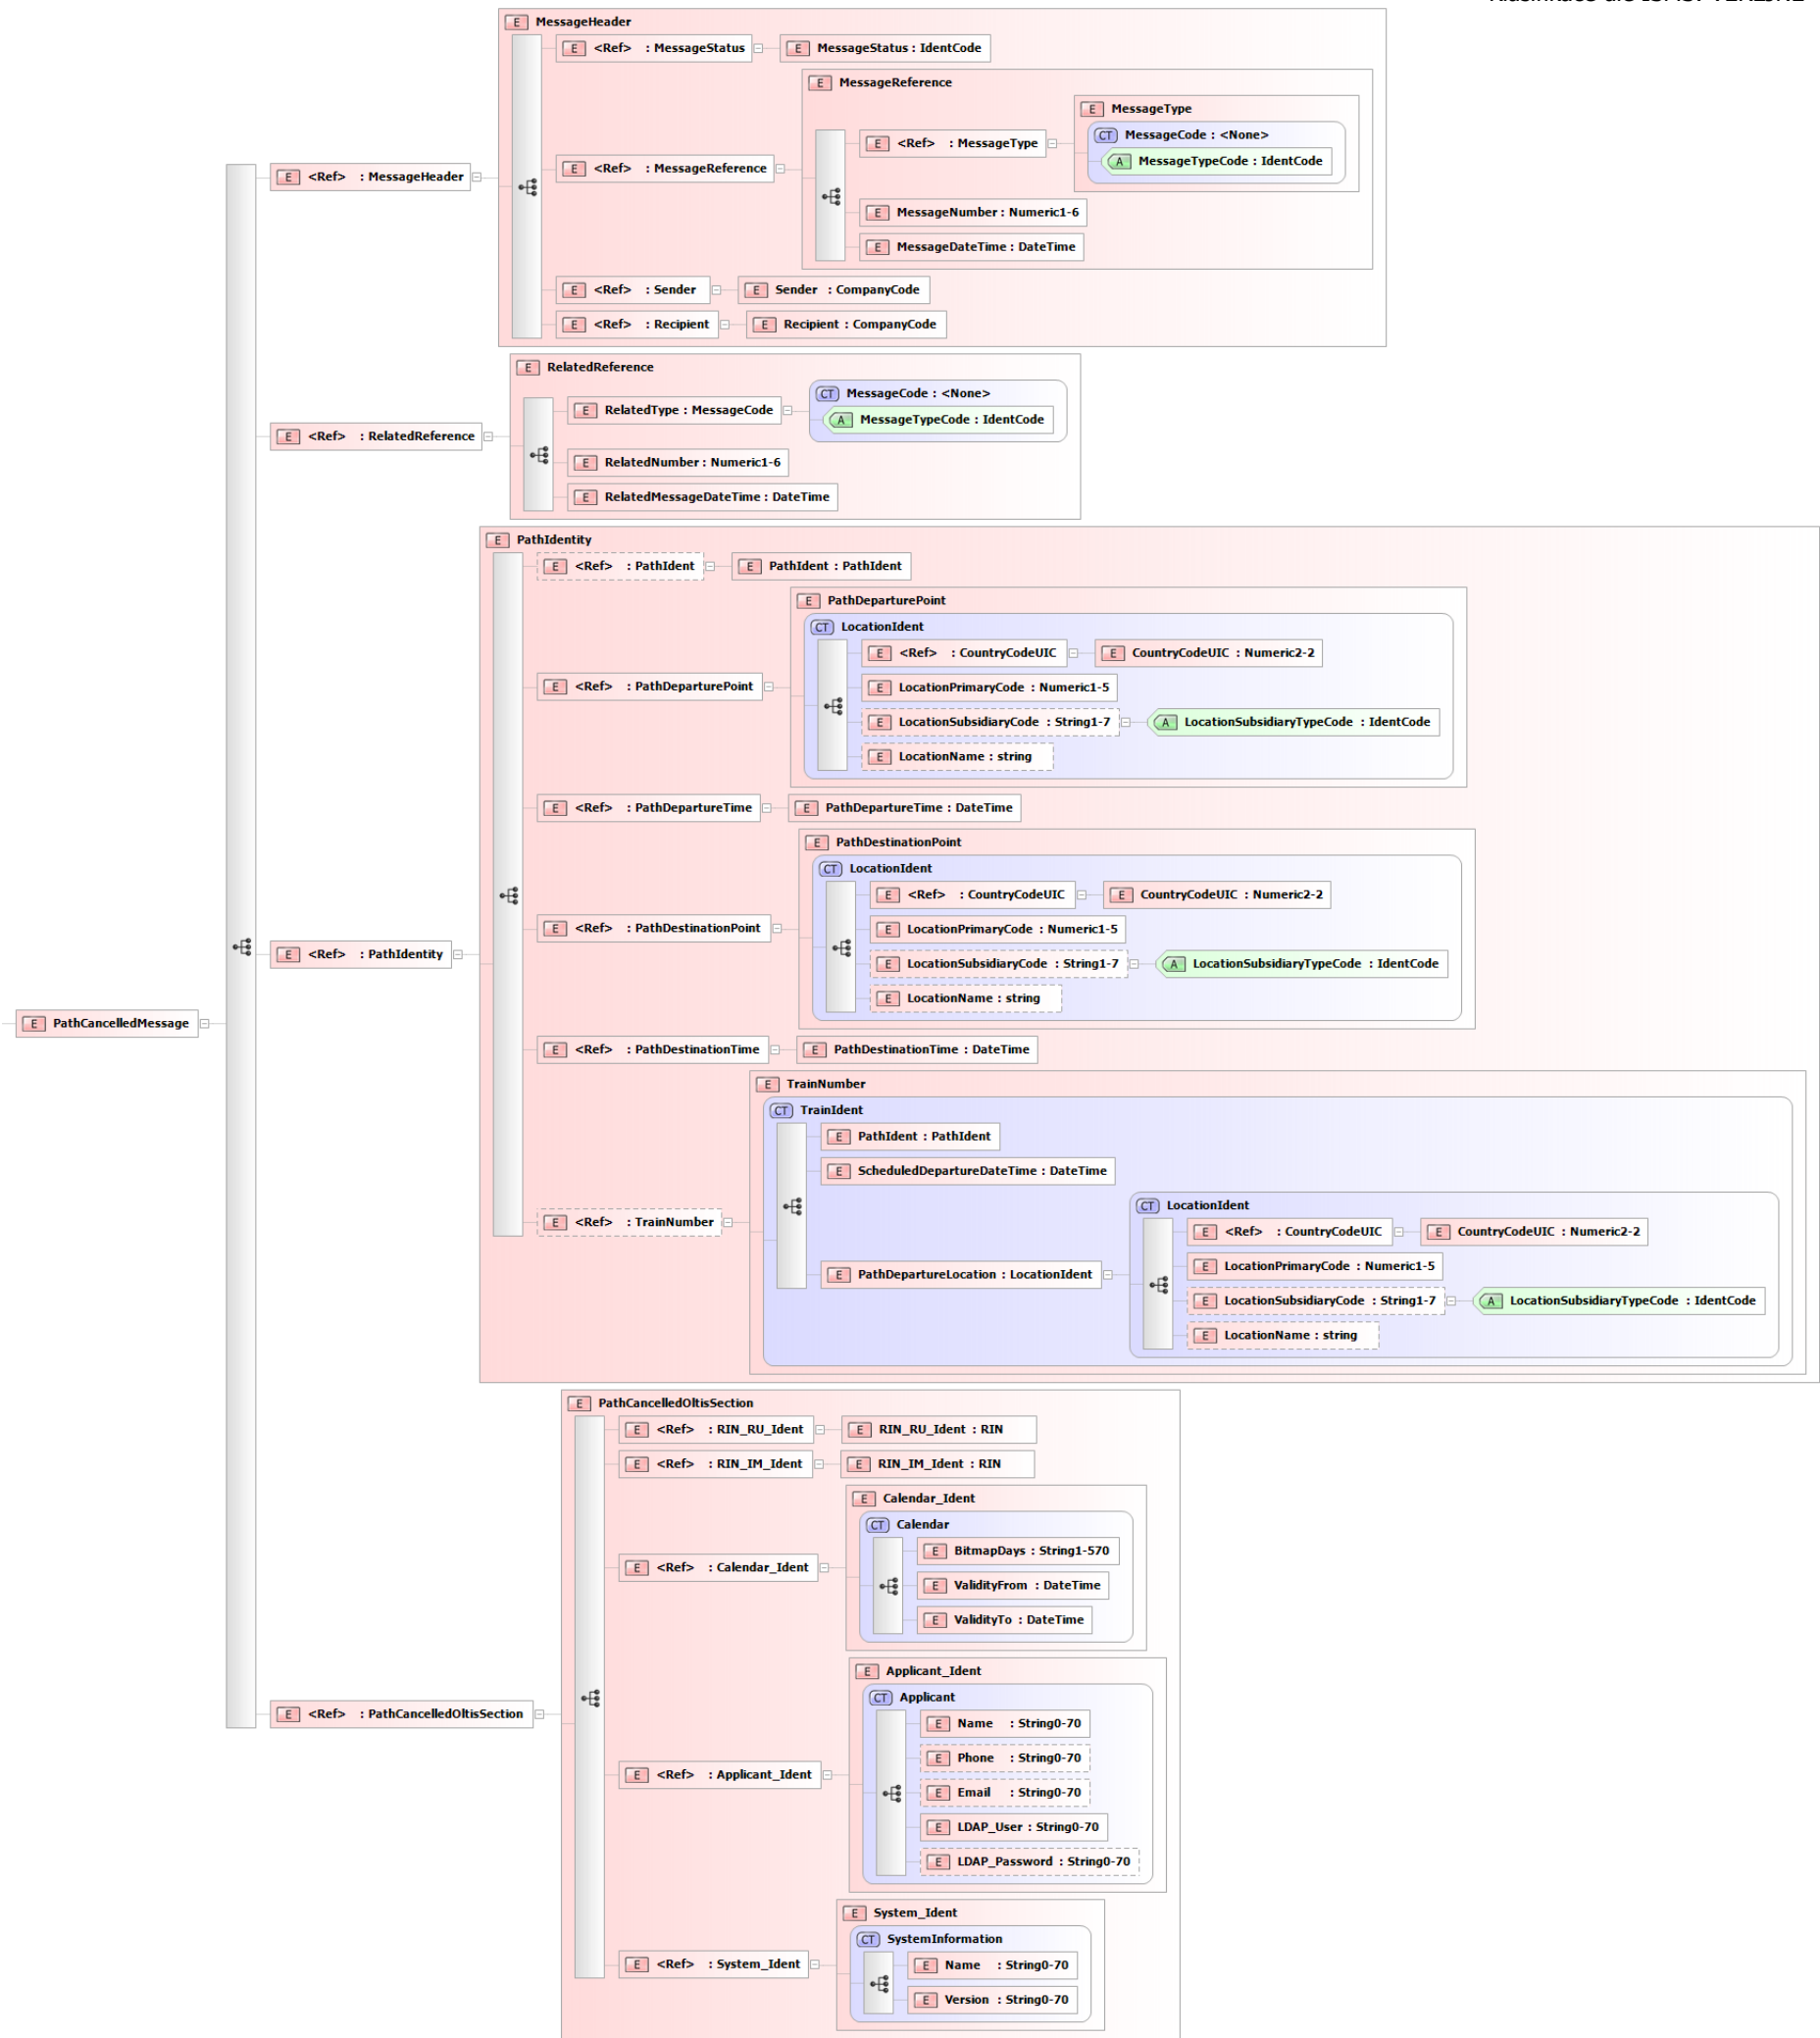 E MessageHeader
E <Ref> : MessageStatus E MessageStatus : IdentCode
E MessageReference
E MessageType
CT MessageCode : <None>
E <Ref> : MessageType
A MessageTypeCode : IdentCode
E <Ref> : MessageReference
E <Ref> : MessageHeader
E MessageNumber : Numeric1-6
E MessageDateTime : DateTime
E <Ref> : Sender E Sender : CompanyCode
E <Ref> : Recipient E Recipient : CompanyCode
E RelatedReference
CT MessageCode : <None>
E RelatedType : MessageCode
A MessageTypeCode : IdentCode
E <Ref> : RelatedReference
E RelatedNumber : Numeric1-6
E RelatedMessageDateTime : DateTime
E PathIdentity
E <Ref> : PathIdent E PathIdent : PathIdent
E PathDeparturePoint
CT LocationIdent
E <Ref> : CountryCodeUIC E CountryCodeUIC : Numeric2-2
E <Ref> : PathDeparturePoint E LocationPrimaryCode : Numeric1-5
E LocationSubsidiaryCode : String1-7 A LocationSubsidiaryTypeCode : IdentCode
E LocationName : string
E <Ref> : PathDepartureTime E PathDepartureTime : DateTime
E PathDestinationPoint
CT LocationIdent
E <Ref> : CountryCodeUIC E CountryCodeUIC : Numeric2-2
E <Ref> : PathDestinationPoint E LocationPrimaryCode : Numeric1-5
E <Ref> : PathIdentity
E LocationSubsidiaryCode : String1-7 A LocationSubsidiaryTypeCode : IdentCode
E LocationName : string
E PathCancelledMessage
E <Ref> : PathDestinationTime E PathDestinationTime : DateTime
E TrainNumber
CT TrainIdent
E PathIdent : PathIdent
E ScheduledDepartureDateTime : DateTime
CT LocationIdent
E <Ref> : TrainNumber
E <Ref> : CountryCodeUIC E CountryCodeUIC : Numeric2-2
E PathDepartureLocation : LocationIdent E LocationPrimaryCode : Numeric1-5
E LocationSubsidiaryCode : String1-7 A LocationSubsidiaryTypeCode : IdentCode
E LocationName : string
E PathCancelledOltisSection
E <Ref> : RIN_RU_Ident E RIN_RU_Ident : RIN
E <Ref> : RIN_IM_Ident E RIN_IM_Ident : RIN
E Calendar_Ident
CT Calendar
E BitmapDays : String1-570
E <Ref> : Calendar_Ident
E ValidityFrom : DateTime
E ValidityTo : DateTime
E Applicant_Ident
CT Applicant
E <Ref> : PathCancelledOltisSection
E Name : String0-70
E Phone : String0-70
E <Ref> : Applicant_Ident
E Email : String0-70
E LDAP_User : String0-70
E LDAP_Password : String0-70
E System_Ident
CT SystemInformation
E <Ref> : System_Ident E Name : String0-70
E Version : String0-70